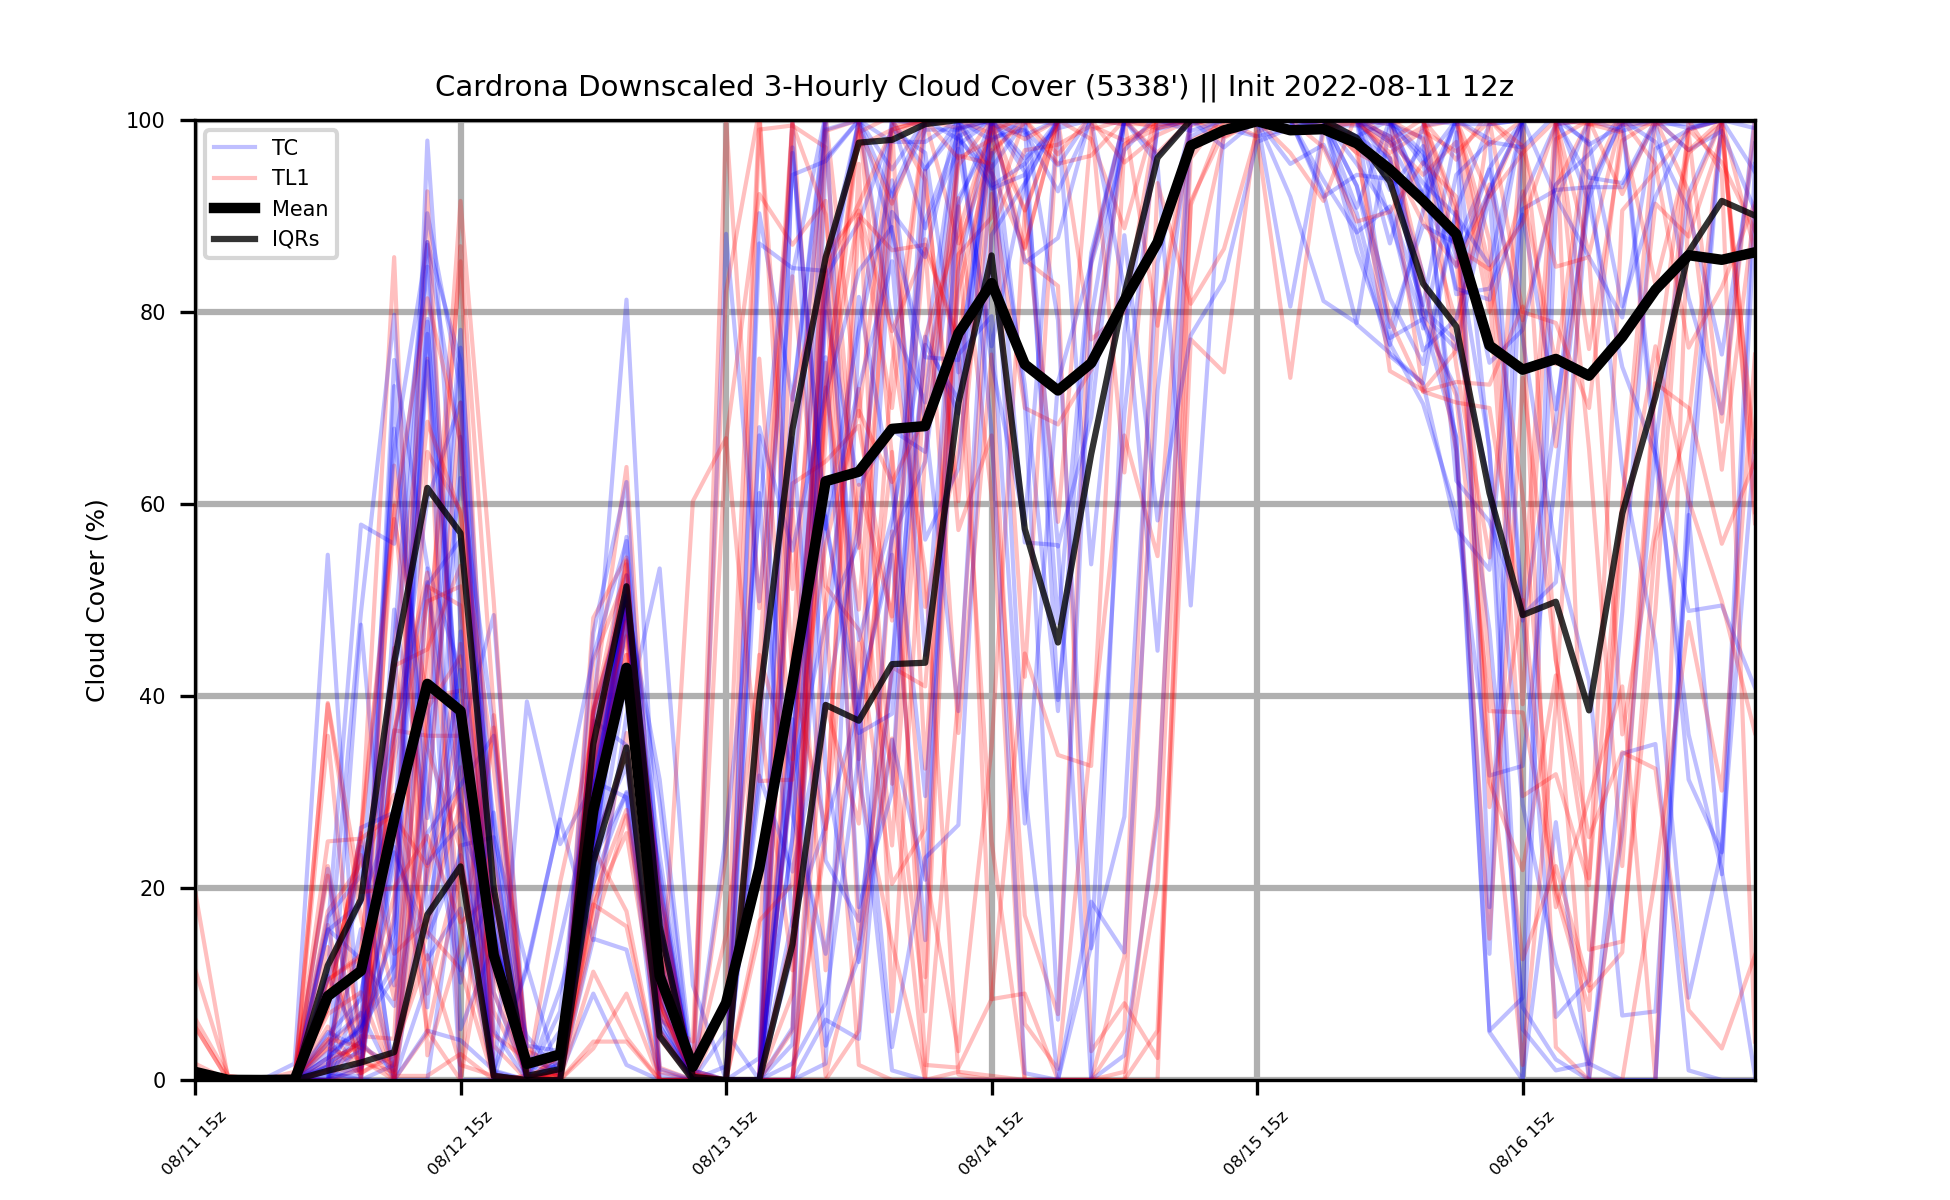 Cardrona Downscaled 3-Hourly Cloud Cover (5338') || Init 2022-08-11 12z
100
80
60
40
20
0
Cloud Cover (%)
TC
TL1
Mean
IQRs
08/11 15z
08/12 15z
08/13 15z
08/14 15z
08/15 15z
08/16 15z